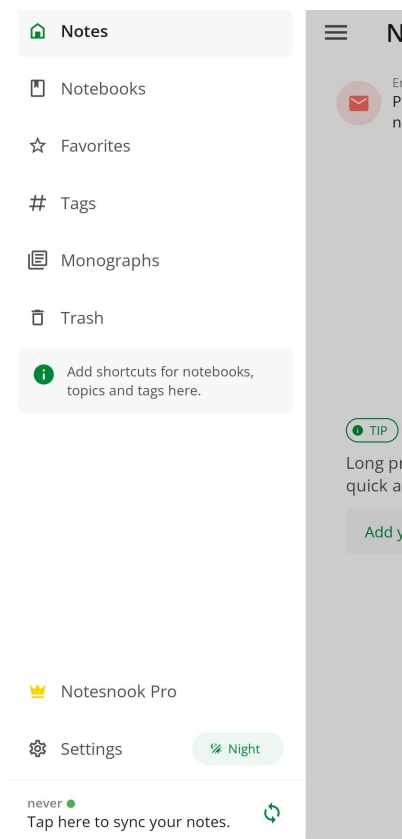 Notes
Notebooks
Favorites
# Tags
Monographs
Trash
Add shortcuts for notebooks,
topics and tags here.
TIP
Long
quick
Add
Notesnook Pro
Settings
Night
never
Tap here to sync your notes.